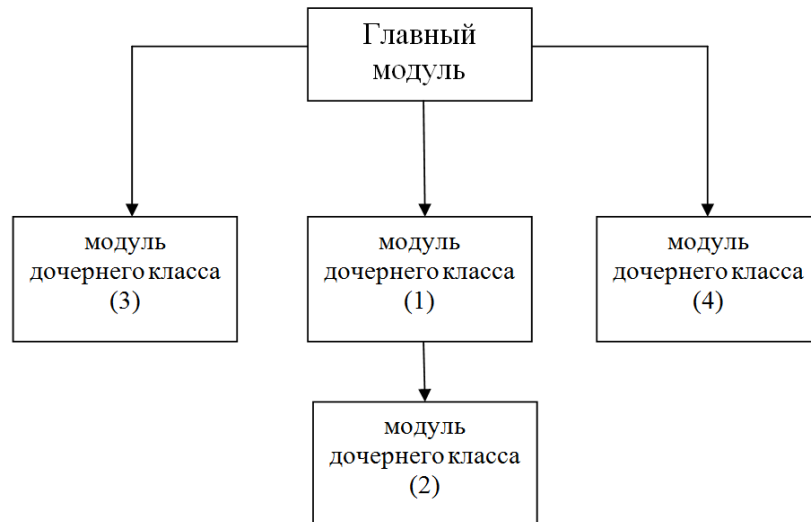 Главный
модуль
модуль
дочернего класса
(3)
модуль
дочернего класса
(1)
модуль
дочернего класса
(4)
модуль
дочернего класса
(2)